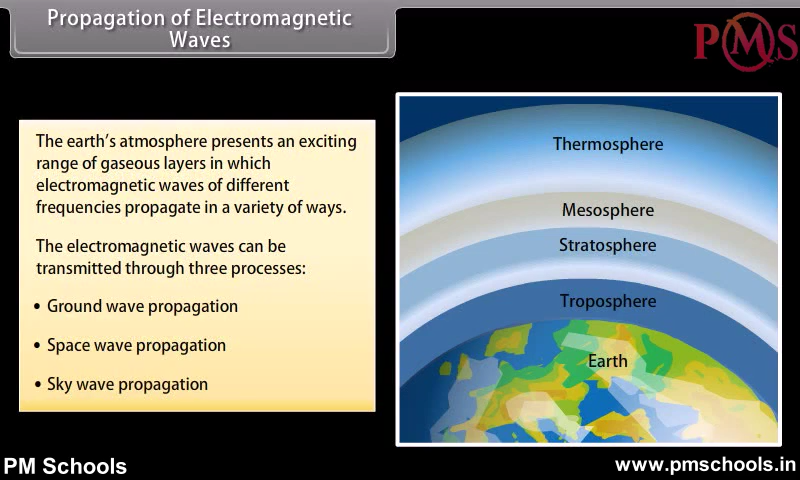 Propagation of Electromagnetic
Waves
PMS
The earth's atmosphere presents an exciting
range of gaseous layers in which
electromagnetic waves of different
frequencies propagate in a variety of ways.
The electromagnetic waves can be
transmitted through three processes:
• Ground wave propagation
• Space wave propagation
• Sky wave propagation
Thermosphere
Mesosphere
Stratosphere
Troposphere
Earth
PM Schools
www.pmschools.in